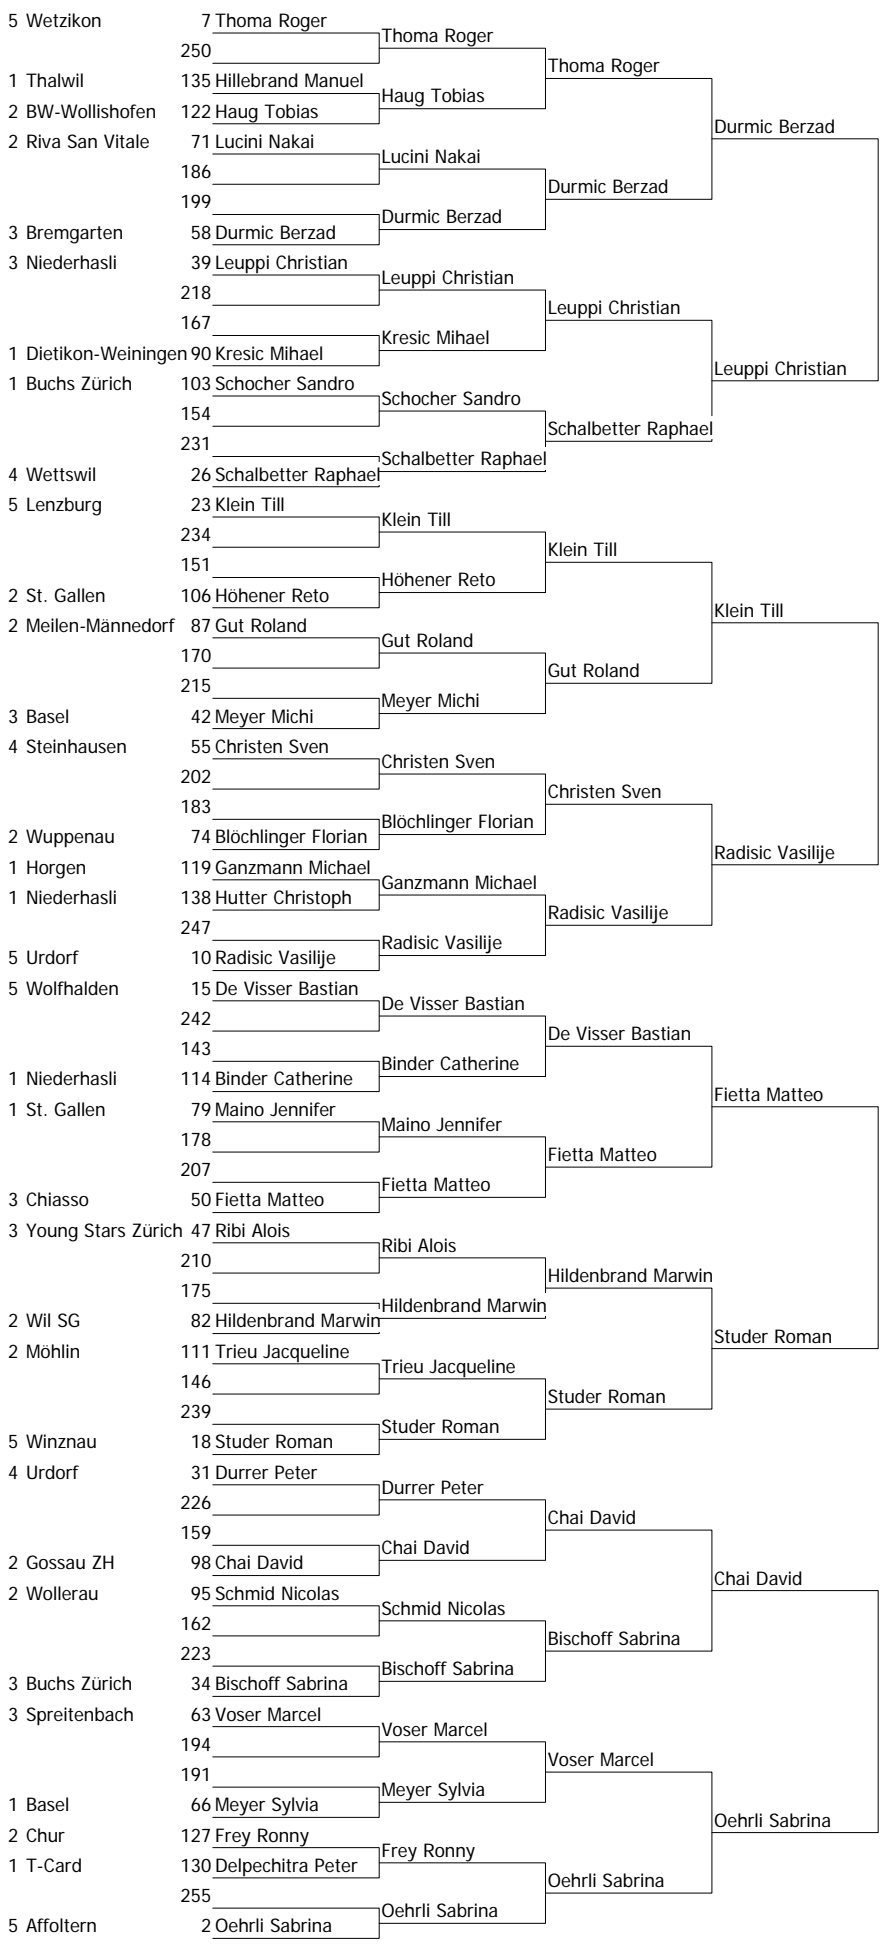 5 Wetzikon 7 Thoma Roger
Thoma Roger
250
Thoma Roger
1 Thalwil 135 Hillebrand Manuel
Haug Tobias
2 BW-Wollishofen 122 Haug Tobias
Durmic Berzad
2 Riva San Vitale 71 Lucini Nakai
Lucini Nakai
186
Durmic Berzad
199
Durmic Berzad
3 Bremgarten 58 Durmic Berzad
3 Niederhasli 39 Leuppi Christian
Leuppi Christian
218
Leuppi Christian
167
Kresic Mihael
1 Dietikon-Weiningen 90 Kresic Mihael
Leuppi Christian
1 Buchs Zürich 103 Schocher Sandro
Schocher Sandro
154
Schalbetter Raphael
231
Schalbetter Raphael
4 Wettswil 26 Schalbetter Raphael
5 Lenzburg 23 Klein Till
Klein Till
234
Klein Till
151
Höhener Reto
2 St. Gallen 106 Höhener Reto
Klein Till
2 Meilen-Männedorf 87 Gut Roland
Gut Roland
170
Gut Roland
215
Meyer Michi
3 Basel 42 Meyer Michi
4 Steinhausen 55 Christen Sven
Christen Sven
202
Christen Sven
183
Blöchlinger Florian
2 Wuppenau 74 Blöchlinger Florian
Radisic Vasilije
1 Horgen 119 Ganzmann Michael
Ganzmann Michael
1 Niederhasli 138 Hutter Christoph
Radisic Vasilije
247
Radisic Vasilije
5 Urdorf 10 Radisic Vasilije
5 Wolfhalden 15 De Visser Bastian
De Visser Bastian
242
De Visser Bastian
143
Binder Catherine
1 Niederhasli 114 Binder Catherine
Fietta Matteo
1 St. Gallen 79 Maino Jennifer
Maino Jennifer
178
Fietta Matteo
207
Fietta Matteo
3 Chiasso 50 Fietta Matteo
3 Young Stars Zürich 47 Ribi Alois
Ribi Alois
210
Hildenbrand Marwin
175
Hildenbrand Marwin
2 Wil SG 82 Hildenbrand Marwin
Studer Roman
2 Möhlin 111 Trieu Jacqueline
Trieu Jacqueline
146
Studer Roman
239
Studer Roman
5 Winznau 18 Studer Roman
4 Urdorf 31 Durrer Peter
Durrer Peter
226
Chai David
159
Chai David
2 Gossau ZH 98 Chai David
Chai David
2 Wollerau 95 Schmid Nicolas
Schmid Nicolas
162
Bischoff Sabrina
223
Bischoff Sabrina
3 Buchs Zürich 34 Bischoff Sabrina
3 Spreitenbach 63 Voser Marcel
Voser Marcel
194
Voser Marcel
191
Meyer Sylvia
1 Basel 66 Meyer Sylvia
Oehrli Sabrina
2 Chur 127 Frey Ronny
Frey Ronny
1 T-Card 130 Delpechitra Peter
Oehrli Sabrina
255
Oehrli Sabrina
5 Affoltern 2 Oehrli Sabrina